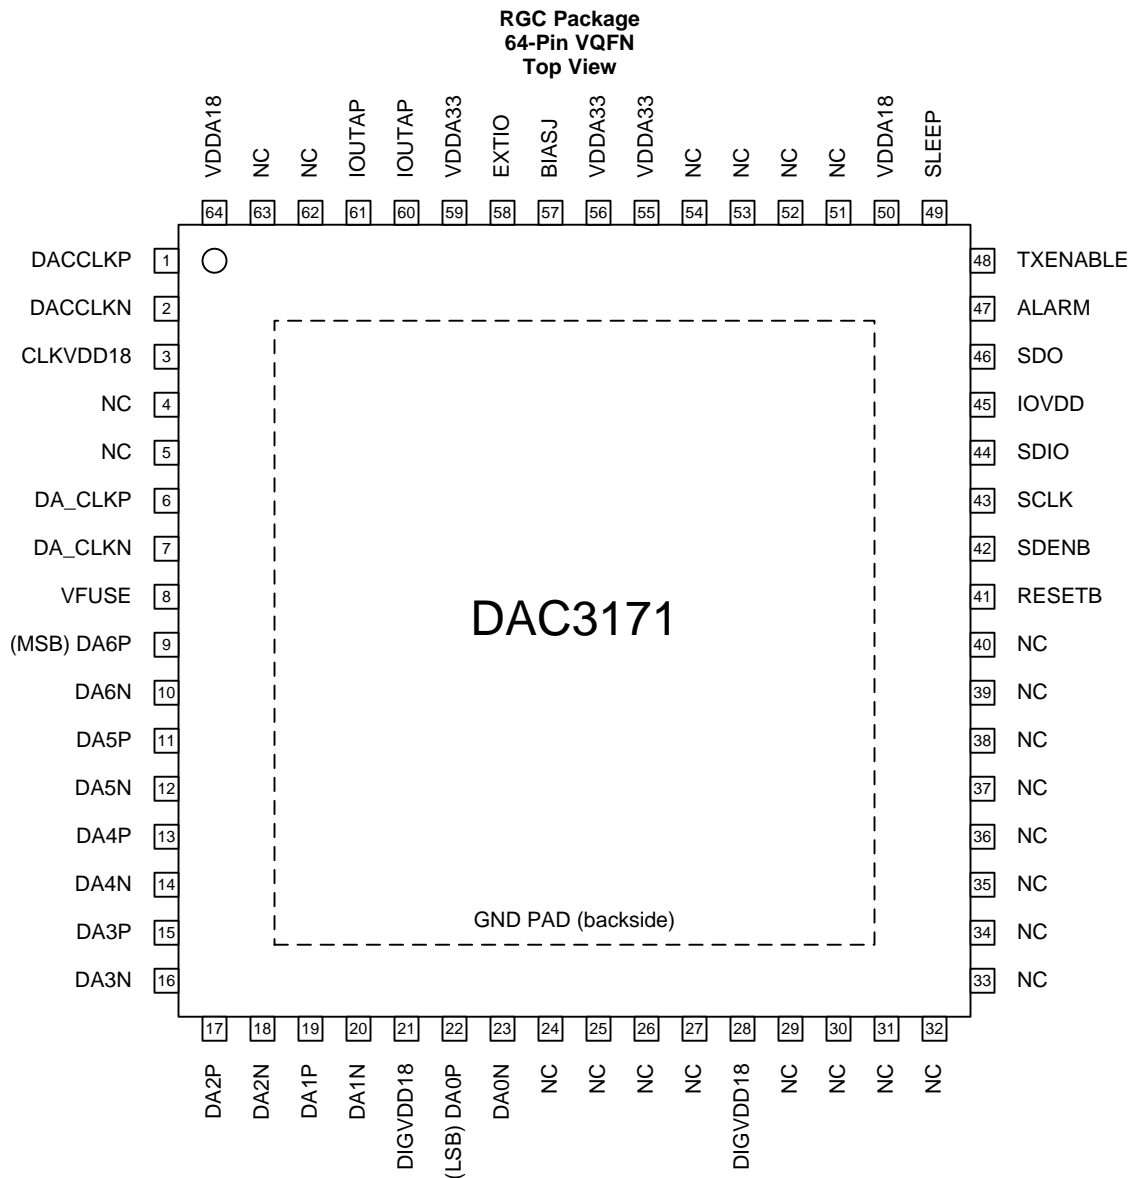 RGC Package
64-Pin VQFN
Top View
VDDA18
NC
NC
IOUTAP
IOUTAP
VDDA33
EXTIO
BIASJ
VDDA33
VDDA33
NC
NC
NC
NC
VDDA18
SLEEP
64 63 62 61 60 59 58 57 56 55 54 53 52 51 50 49
DACCLKP 1
DACCLKN 2
CLKVDD18 3
NC 4
NC 5
DA_CLKP 6
DA_CLKN 7
VFUSE 8
(MSB) DA6P 9
DA6N 10
DA5P 11
DA5N 12
DA4P 13
DA4N 14
DA3P 15
DA3N 16
48 TXENABLE
47 ALARM
46 SDO
45 IOVDD
44 SDIO
43 SCLK
42 SDENB
41 RESETB
40 NC
39 NC
38 NC
37 NC
36 NC
35 NC
34 NC
33 NC
DAC3171
GND PAD (backside)
17 18 19 20 21 22 23 24 25 26 27 28 29 30 31 32
DA2P
DA2N
DA1P
DA1N
DIGVDD18
(LSB) DA0P
DA0N
NC
NC
NC
NC
DIGVDD18
NC
NC
NC
NC